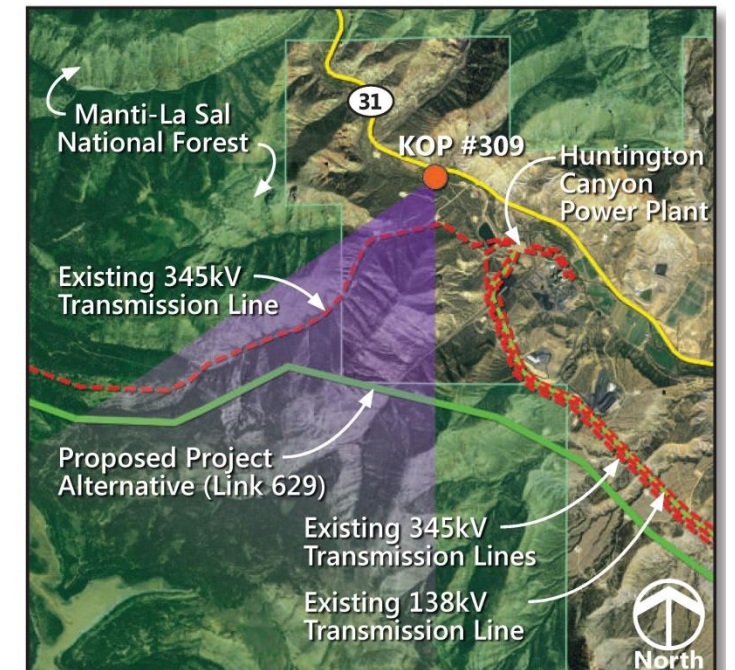 31
Manti-La Sal
National Forest
KOP #309
Huntington
Canyon
Power Plant
Existing 345kV
Transmission Line
Proposed Project
Alternative (Link 629)
Existing 345kV
Transmission Lines
Existing 138kV
Transmission Line
North